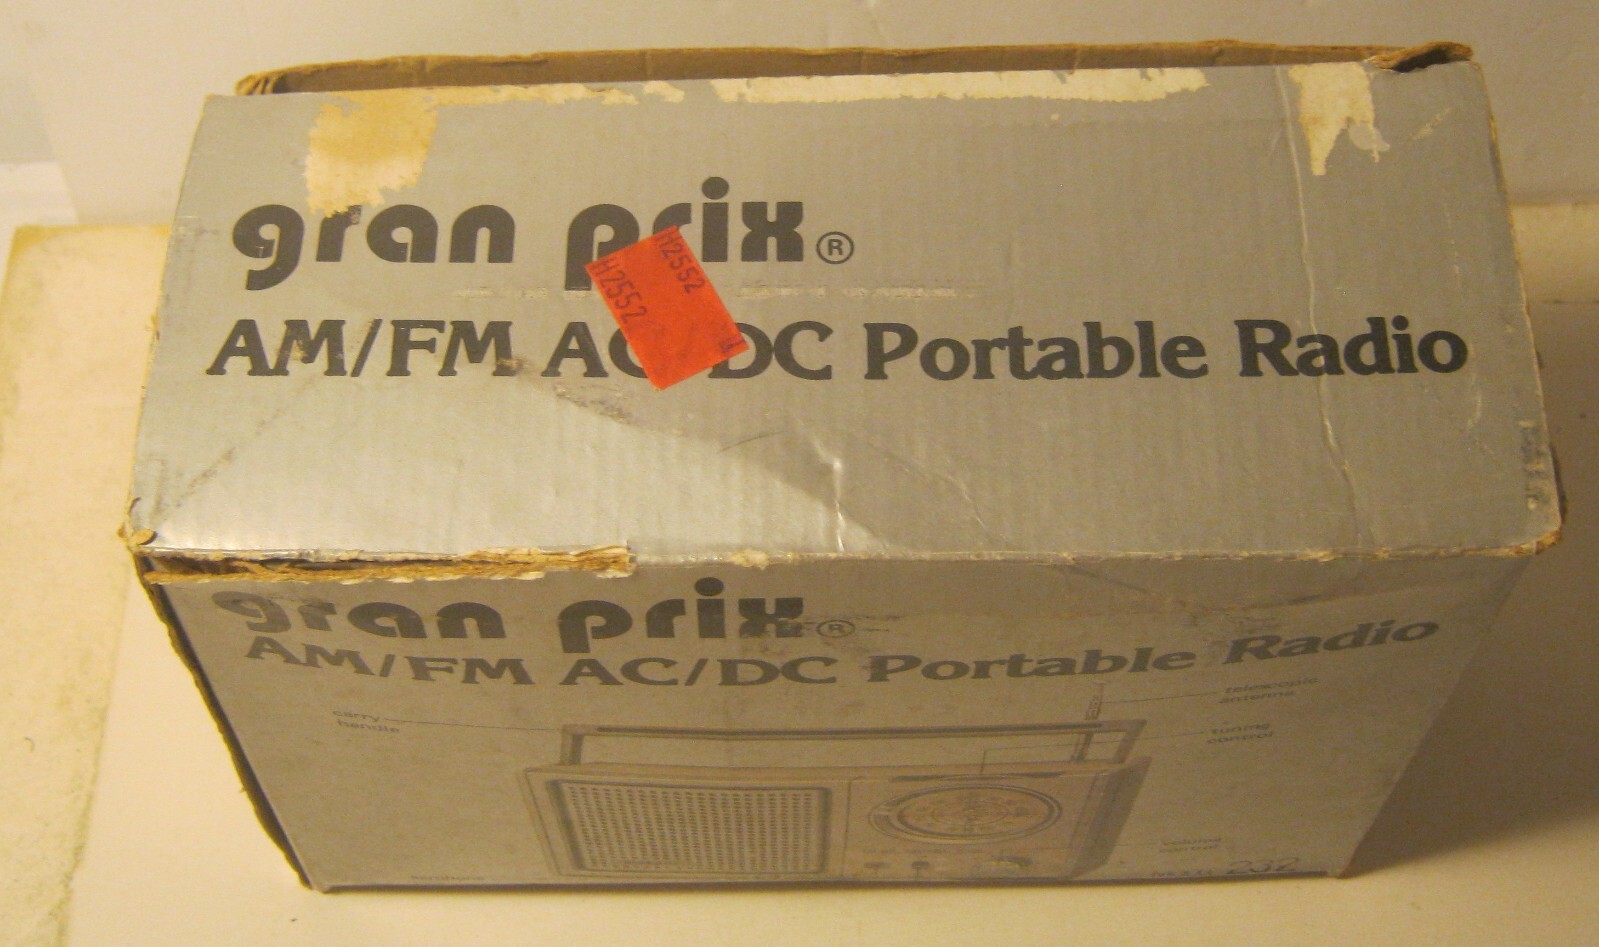 gran prix®
H2552
H2552
AM/FM AC/DC Portable Radio
gran prix®
AM/FM AC/DC Portable Radio
carry
handle
telescopic
antenna
tuning
control
volume
control
232